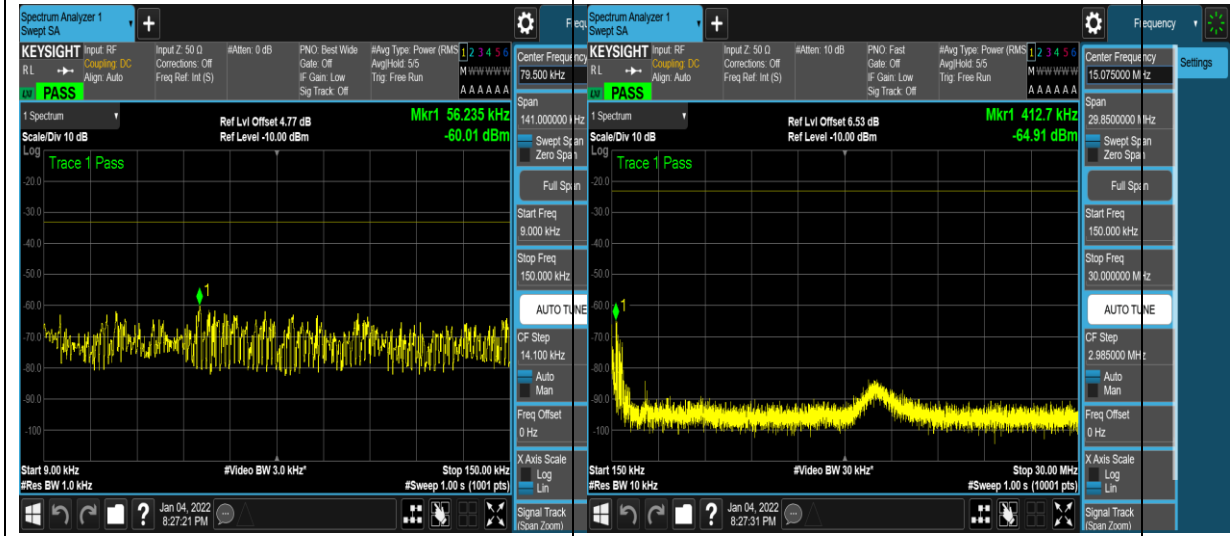 Spectrum Analyzer 1
Swept SA
KEYSIGHT
RL
Input: RF
Coupling: DC
Align: Auto
Input Z: 50 Ω
Corrections: Off
Freq Ref: Int (S)
#Atten: 0 dB
PNO: Best Wide
Gate: Off
IF Gain: Low
Sig Track: Off
#Avg Type: Power (RMS
Avg|Hold: 5/5
Trig: Free Run
1 2 3 4 5 6
M W W W W W
A A A A A A
LXI PASS
1 Spectrum
Scale/Div 10 dB
Log
Ref Lvl Offset 4.77 dB
Ref Level -10.00 dBm
Mkr1 56.235 kHz
-60.01 dBm
Trace 1 Pass
-20.0
-30.0
-40.0
-50.0
-60.0
-70.0
-80.0
-90.0
-100
1
Start 9.00 kHz
#Res BW 1.0 kHz
#Video BW 3.0 kHz*
Stop 150.00 kHz
#Sweep 1.00 s (1001 pts)
Jan 04, 2022
8:27:21 PM
Frequ
Center Frequency
79.500 kHz
Span
141.000000 kHz
Swept Span
Zero Span
Full Span
Start Freq
9.000 kHz
Stop Freq
150.000 kHz
AUTO TUNE
CF Step
14.100 kHz
Auto
Man
Freq Offset
0 Hz
X Axis Scale
Log
Lin
Signal Track
(Span Zoom)
Spectrum Analyzer 1
Swept SA
KEYSIGHT
RL
Input: RF
Coupling: DC
Align: Auto
Input Z: 50 Ω
Corrections: Off
Freq Ref: Int (S)
#Atten: 10 dB
PNO: Fast
Gate: Off
IF Gain: Low
Sig Track: Off
#Avg Type: Power (RMS
Avg|Hold: 5/5
Trig: Free Run
1 2 3 4 5 6
M W W W W W
A A A A A A
LXI PASS
1 Spectrum
Scale/Div 10 dB
Log
Ref Lvl Offset 6.53 dB
Ref Level -10.00 dBm
Mkr1 412.7 kHz
-64.91 dBm
Trace 1 Pass
-20.0
-30.0
-40.0
-50.0
-60.0
-70.0
-80.0
-90.0
-100
1
Start 150 kHz
#Res BW 10 kHz
#Video BW 30 kHz*
Stop 30.00 MHz
#Sweep 1.00 s (10001 pts)
Jan 04, 2022
8:27:31 PM
Frequency
Settings
Center Frequency
15.075000 MHz
Span
29.8500000 MHz
Swept Span
Zero Span
Full Span
Start Freq
150.000 kHz
Stop Freq
30.000000 MHz
AUTO TUNE
CF Step
2.985000 MHz
Auto
Man
Freq Offset
0 Hz
X Axis Scale
Log
Lin
Signal Track
(Span Zoom)